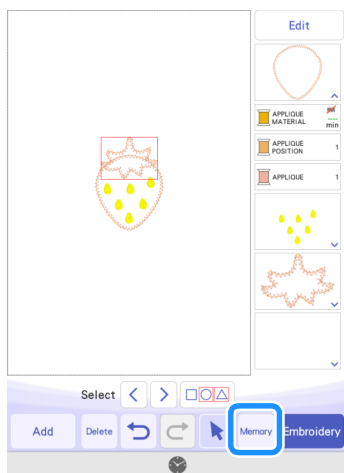 Edit
APPLIQUE
MATERIAL
min
APPLIQUE
POSITION
1
APPLIQUE
1
Select
Add
Delete
Memory
Embroidery